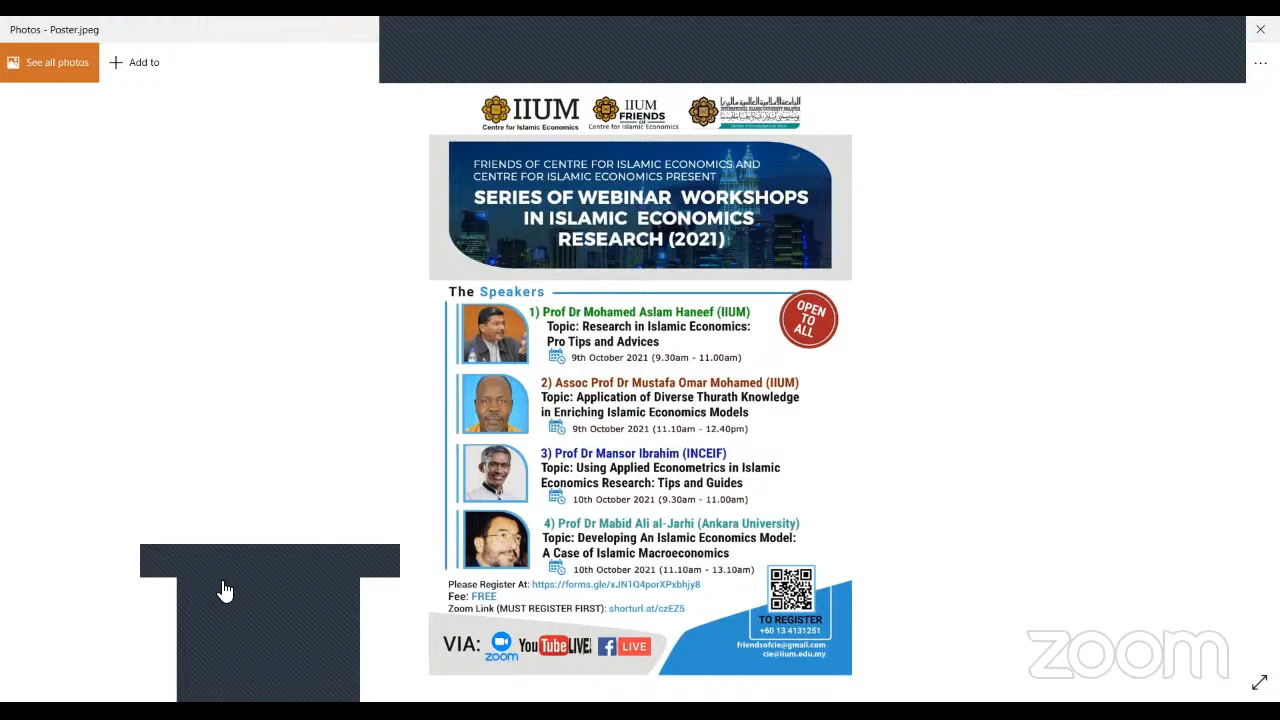 Photos - Poster.jpeg
See all photos
Add to
IIUM
Centre for Islamic Economics
IIUM
FRIENDS
OF
Centre for Islamic Economics
الجامعة الإسلامية العالمية ماليزيا
INTERNATIONAL ISLAMIC UNIVERSITY MALAYSIA
FRIENDS OF CENTRE FOR ISLAMIC ECONOMICS AND
CENTRE FOR ISLAMIC ECONOMICS PRESENT
SERIES OF WEBINAR WORKSHOPS
IN ISLAMIC ECONOMICS
RESEARCH (2021)
The Speakers
OPEN
TO
ALL
1) Prof Dr Mohamed Aslam Haneef (IIUM)
Topic: Research in Islamic Economics:
Pro Tips and Advices
9th October 2021 (9.30am - 11.00am)
2) Assoc Prof Dr Mustafa Omar Mohamed (IIUM)
Topic: Application of Diverse Thurath Knowledge
in Enriching Islamic Economics Models
9th October 2021 (11.10am - 12.40pm)
3) Prof Dr Mansor Ibrahim (INCEIF)
Topic: Using Applied Econometrics in Islamic
Economics Research: Tips and Guides
10th October 2021 (9.30am - 11.00am)
4) Prof Dr Mabid Ali al-Jarhi (Ankara University)
Topic: Developing An Islamic Economics Model:
A Case of Islamic Macroeconomics
10th October 2021 (11.10am - 13.10am)
Please Register At: https://forms.gle/xJN1Q4porXPxbhjy8
Fee: FREE
Zoom Link (MUST REGISTER FIRST): shorturl.at/czEZ5
TO REGISTER
+60 13 4131251
friendsofcie@gmail.com
cie@iium.edu.my
VIA: zoom YouTube LIVE! f LIVE
zoom